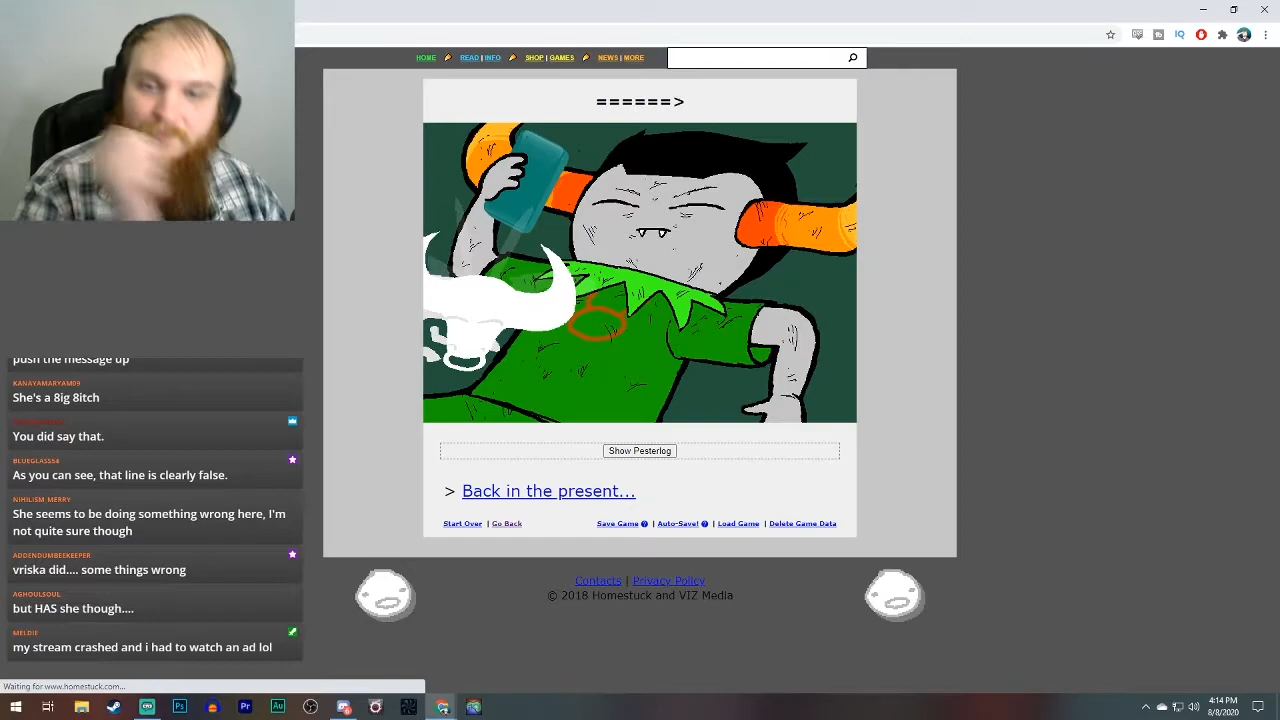 HOME READ | INFO SHOP | GAMES NEWS | MORE
======>
Show Pesterlog
> Back in the present...
Start Over | Go Back Save Game ? | Auto-Save! ? | Load Game | Delete Game Data
Contacts | Privacy Policy
© 2018 Homestuck and VIZ Media
push the message up
KANAYAMARYAM09
She's a 8ig 8itch
You did say that.
BLUEGLASS54
As you can see, that line is clearly false.
NIHILISM_MERRY
She seems to be doing something wrong here, I'm
not quite sure though
ADDENDUMBEEKEEPER
vriska did.... some things wrong
AGHOULSOUL
but HAS she though....
MELDIE
my stream crashed and i had to watch an ad lol
Waiting for www.homestuck.com...
IQ
Ps
Pr
Au
4:14 PM
8/8/2020